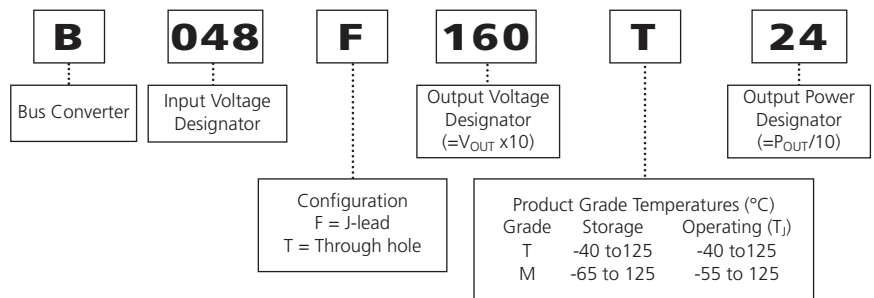 B 048 F 160 T 24
Bus Converter
Input Voltage
Designator
Output Voltage
Designator
(=VOUT x10)
Output Power
Designator
(=POUT/10)
Configuration
F = J-lead
T = Through hole
Product Grade Temperatures (°C)
Grade Storage Operating (TJ)
T -40 to125 -40 to125
M -65 to 125 -55 to 125